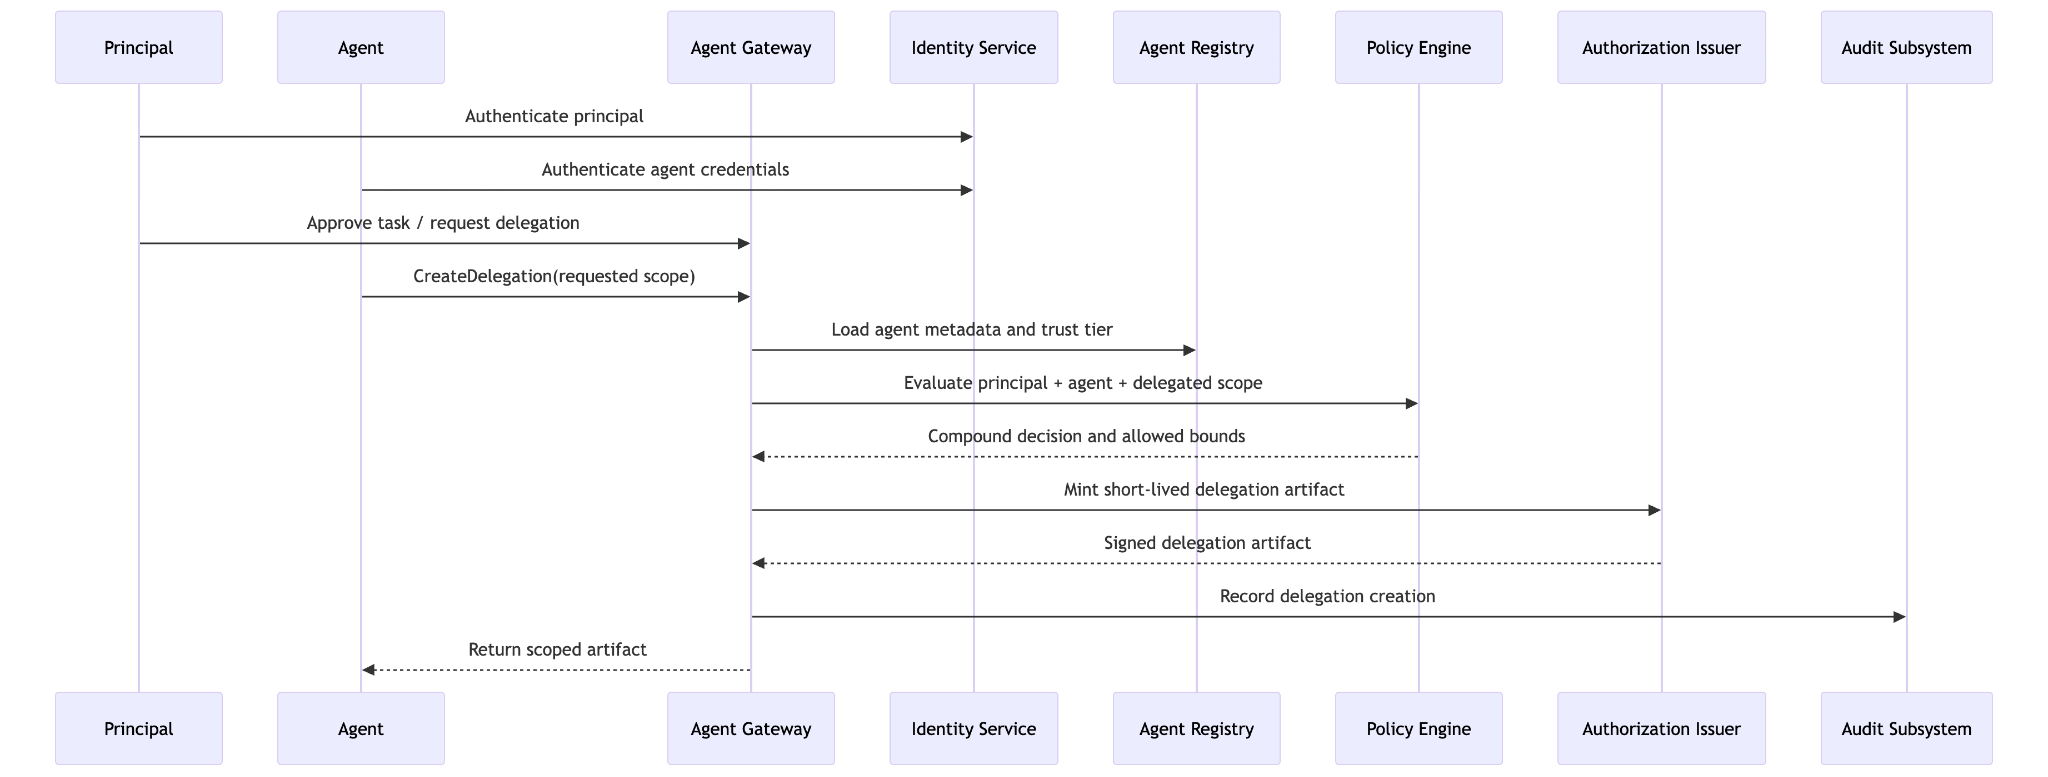 Principal
Agent
Agent Gateway
Identity Service
Agent Registry
Policy Engine
Authorization Issuer
Audit Subsystem
Authenticate principal
Authenticate agent credentials
Approve task / request delegation
CreateDelegation(requested scope)
Load agent metadata and trust tier
Evaluate principal + agent + delegated scope
Compound decision and allowed bounds
Mint short-lived delegation artifact
Signed delegation artifact
Record delegation creation
Return scoped artifact
Principal
Agent
Agent Gateway
Identity Service
Agent Registry
Policy Engine
Authorization Issuer
Audit Subsystem